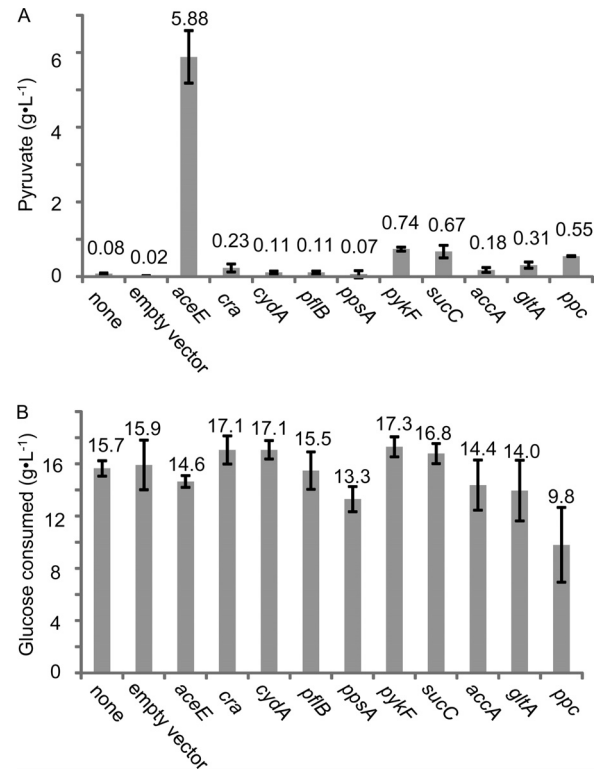 A
Pyruvate (g•L-1)
6
4
2
0
0.08
0.02
5.88
0.23
0.11
0.11
0.07
0.74
0.67
0.18
0.31
0.55
none
empty vector
aceE
cra
cydA
pflB
ppsA
pykF
sucC
accA
gltA
ppc
B
Glucose consumed (g•L-1)
16
12
8
4
0
15.7
15.9
14.6
17.1
17.1
15.5
13.3
17.3
16.8
14.4
14.0
9.8
none
empty vector
aceE
cra
cydA
pflB
ppsA
pykF
sucC
accA
gltA
ppc